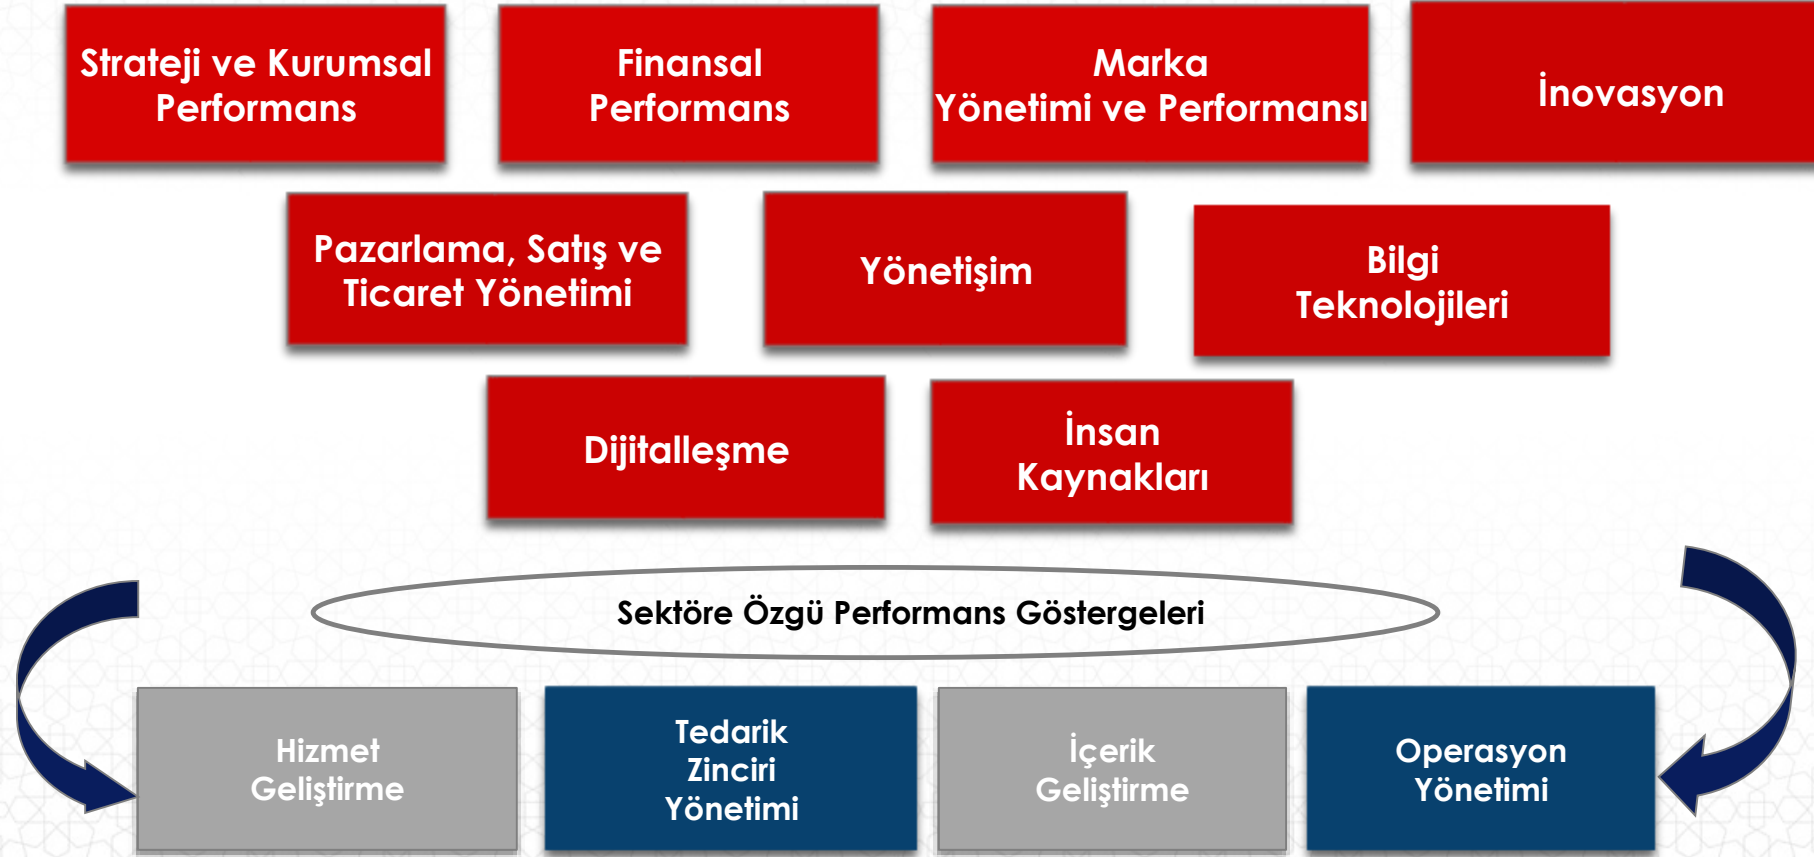 Strateji ve Kurumsal
Performans
Finansal
Performans
Marka
Yönetimi ve Performansı
İnovasyon
Pazarlama, Satış ve
Ticaret Yönetimi
Yönetişim
Bilgi
Teknolojileri
Dijitalleşme
İnsan
Kaynakları
Sektöre Özgü Performans Göstergeleri
Hizmet
Geliştirme
Tedarik
Zinciri
Yönetimi
İçerik
Geliştirme
Operasyon
Yönetimi